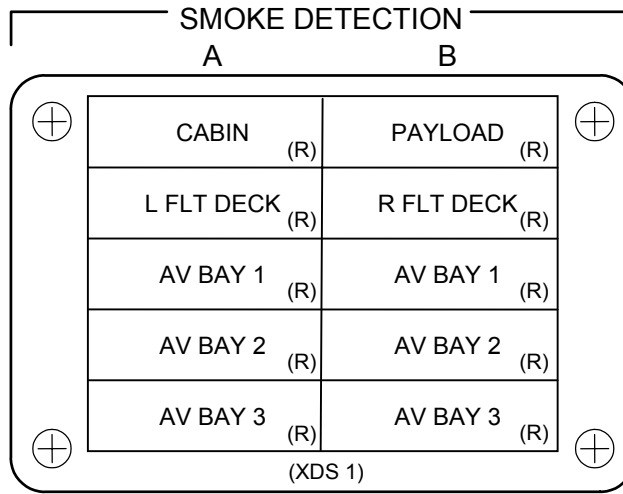 SMOKE DETECTION
A B
CABIN (R) PAYLOAD (R)
L FLT DECK (R) R FLT DECK (R)
AV BAY 1 (R) AV BAY 1 (R)
AV BAY 2 (R) AV BAY 2 (R)
AV BAY 3 (R) AV BAY 3 (R)
(XDS 1)